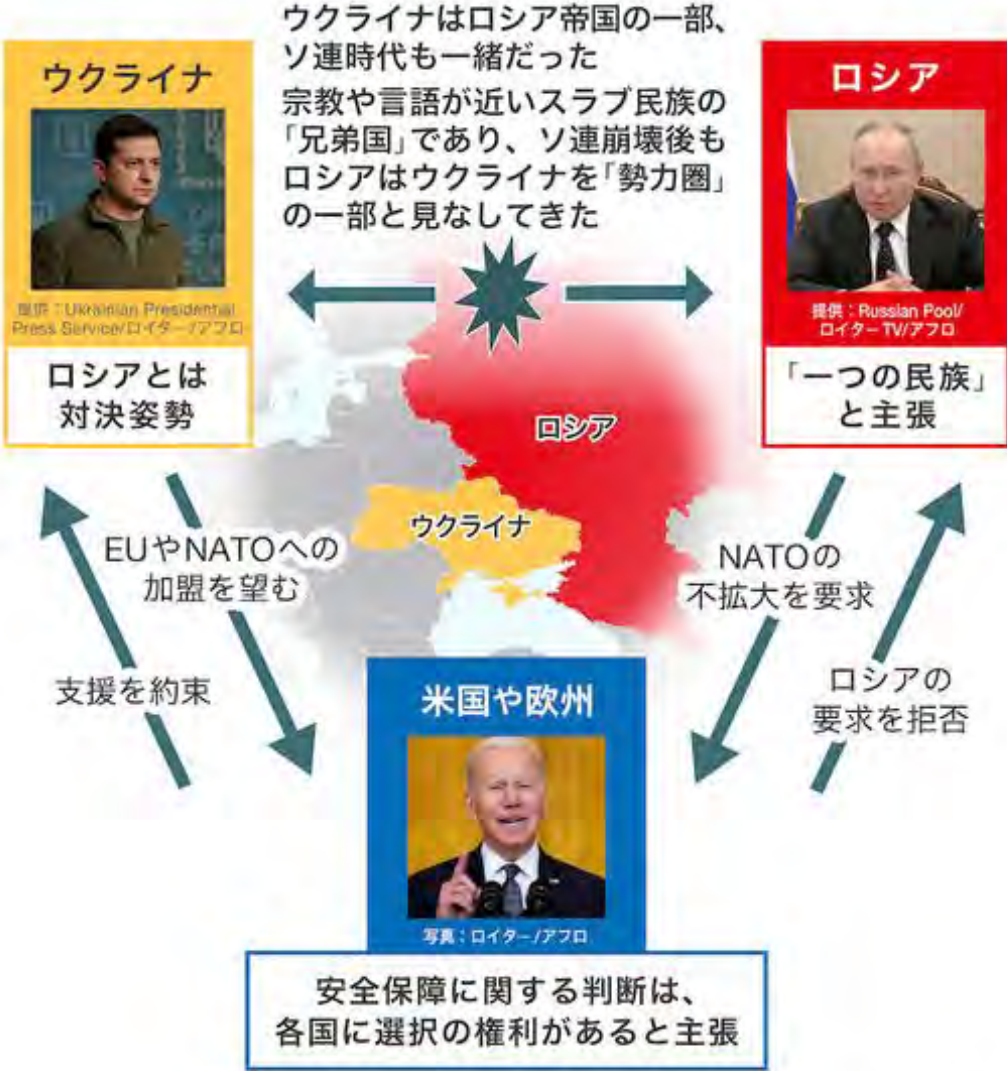 ウクライナはロシア帝国の一部、
ソ連時代も一緒だった
宗教や言語が近いスラブ民族の
「兄弟国」であり、ソ連崩壊後も
ロシアはウクライナを「勢力圏」
の一部と見なしてきた
ウクライナ
提供：Ukrainian Presidential
Press Service/ロイター/アフロ
ロシアとは
対決姿勢
ロシア
提供：Russian Pool/
ロイターTV/アフロ
「一つの民族」
と主張
ロシア
ウクライナ
EUやNATOへの
加盟を望む
支援を約束
NATOの
不拡大を要求
ロシアの
要求を拒否
米国や欧州
写真：ロイター/アフロ
安全保障に関する判断は、
各国に選択の権利があると主張